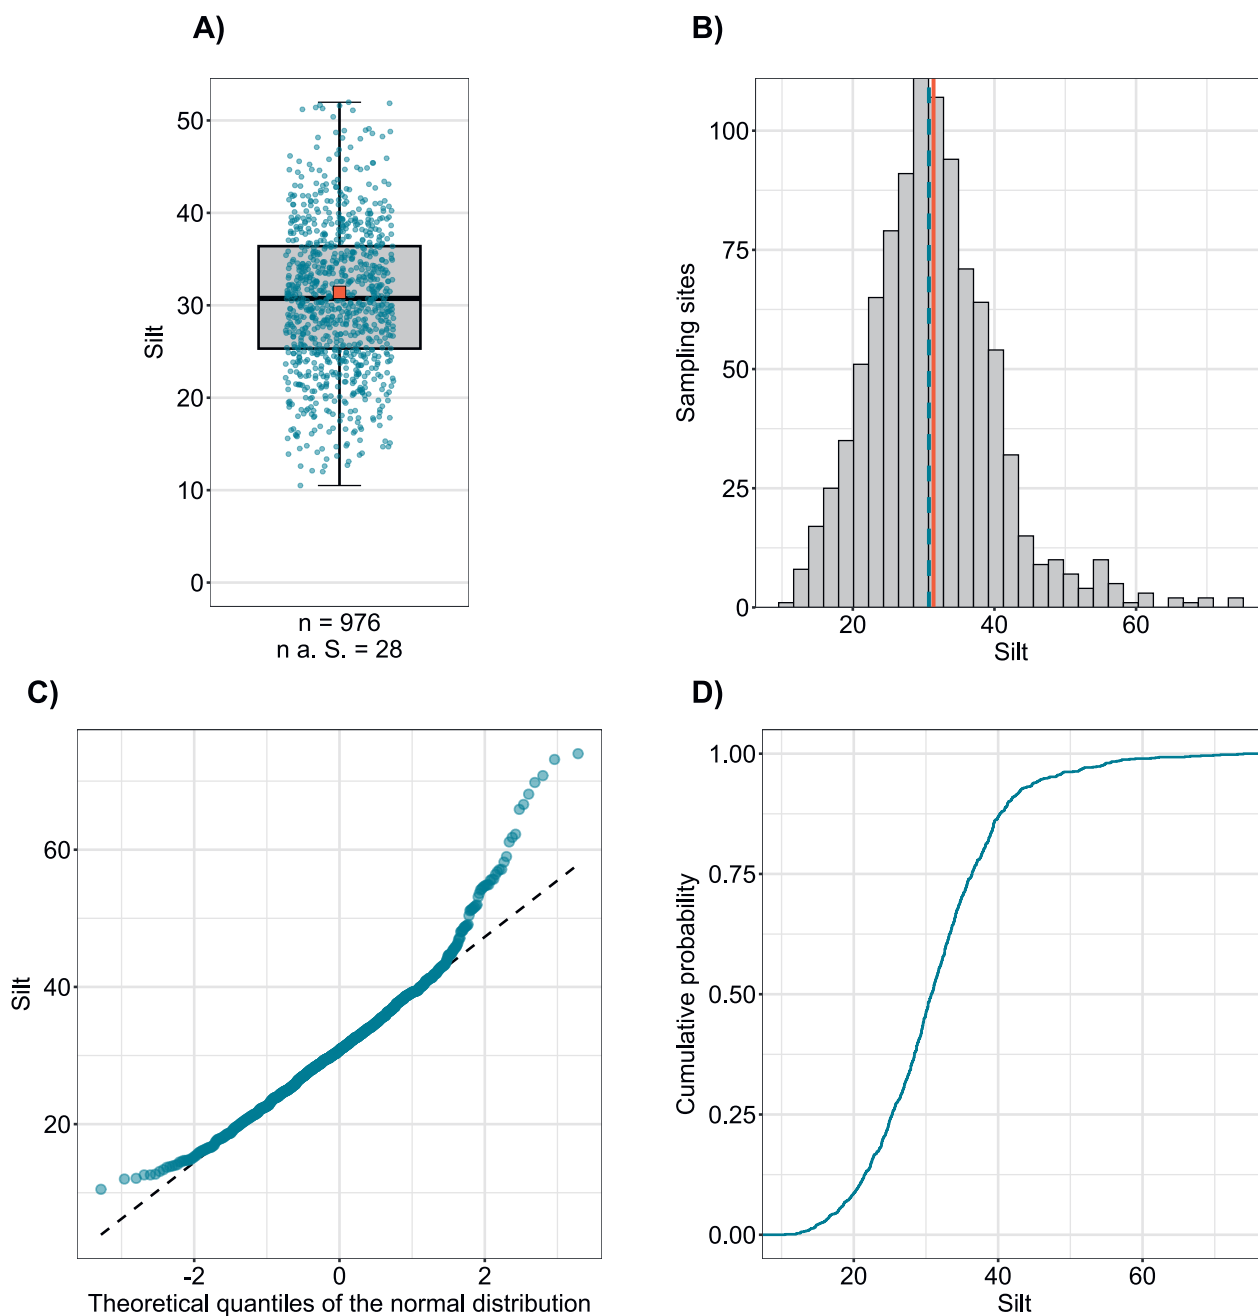 A)
50
40
30
20
10
0
Silt
n = 976
n a. S. = 28
B)
100
75
50
25
0
Sampling sites
20 40 60
Silt
C)
60
40
20
Silt
-2 0 2
Theoretical quantiles of the normal distribution
D)
1.00
0.75
0.50
0.25
0.00
Cumulative probability
20 40 60
Silt